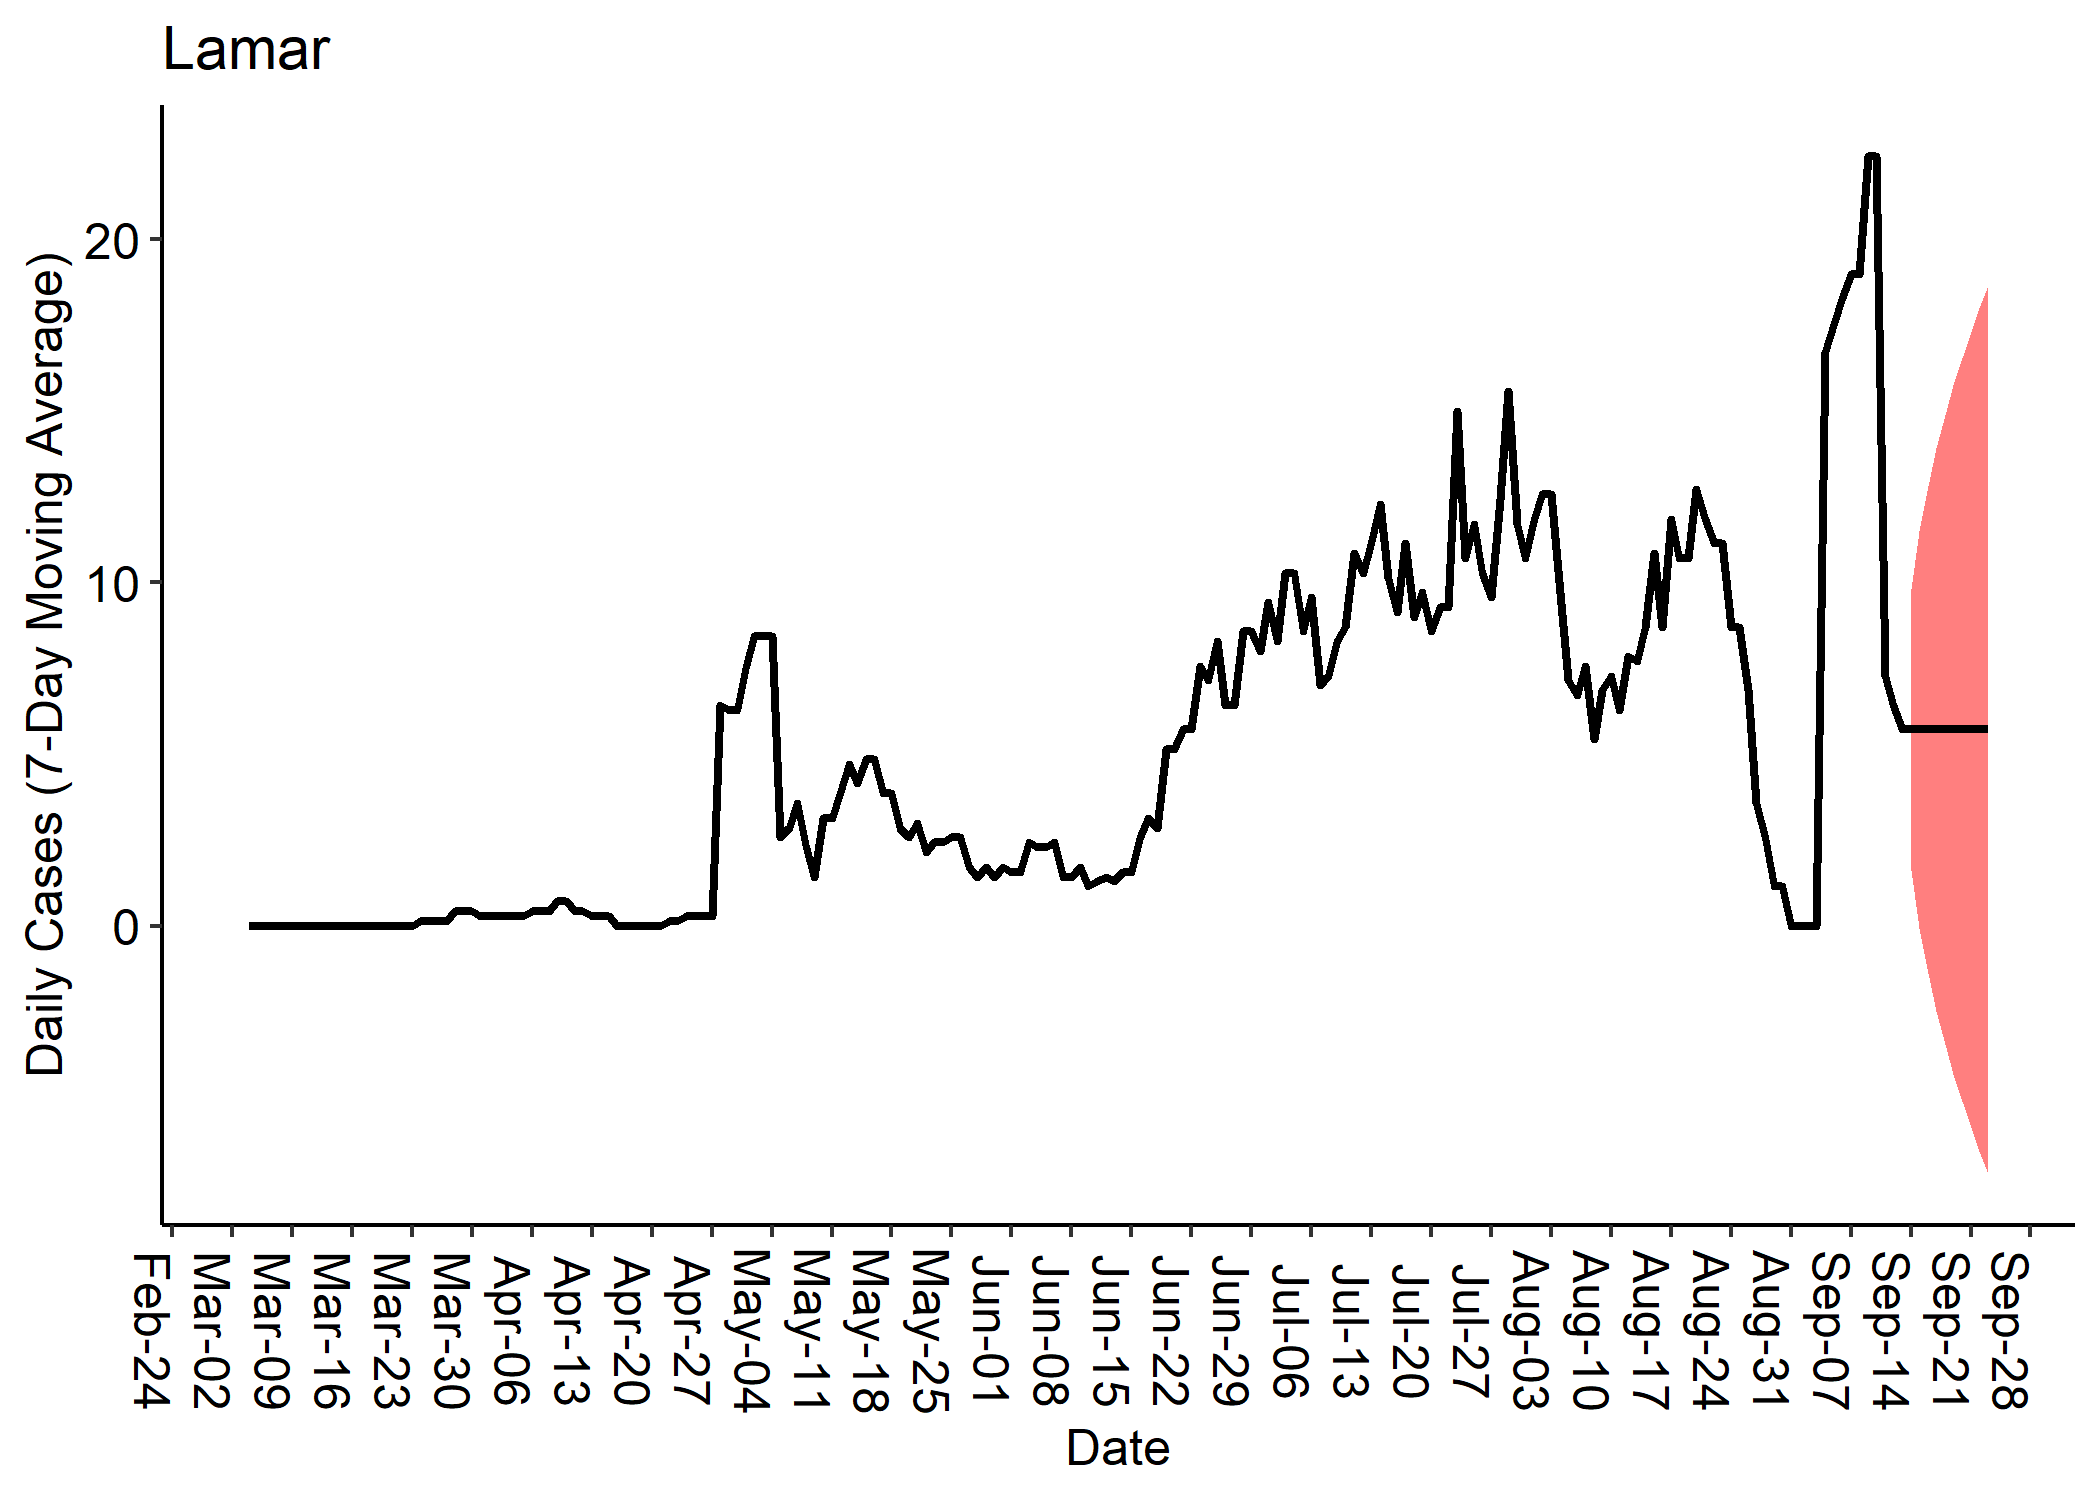 Lamar
Daily Cases (7-Day Moving Average)
20
10
0
Feb-24
Mar-02
Mar-09
Mar-16
Mar-23
Mar-30
Apr-06
Apr-13
Apr-20
Apr-27
May-04
May-11
May-18
May-25
Jun-01
Jun-08
Jun-15
Jun-22
Jun-29
Jul-06
Jul-13
Jul-20
Jul-27
Aug-03
Aug-10
Aug-17
Aug-24
Aug-31
Sep-07
Sep-14
Sep-21
Sep-28
Date